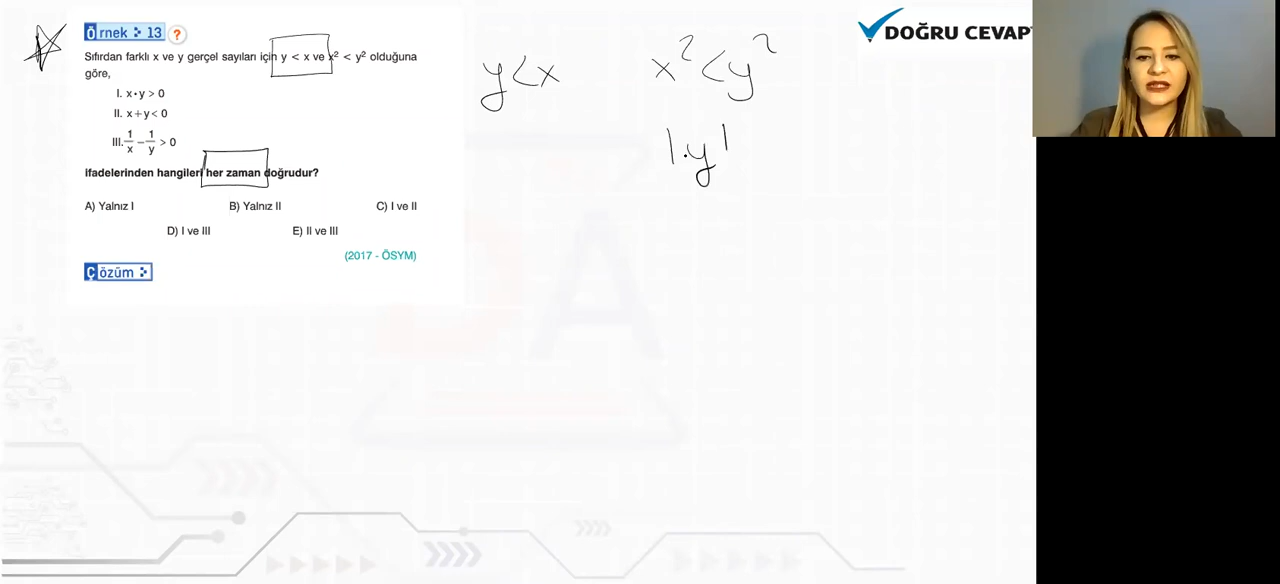 Örnek 13 ?
Sıfırdan farklı x ve y gerçel sayıları için y < x ve x² < y² olduğuna
göre,
I. x·y > 0
II. x+y < 0
III. 1/x − 1/y > 0
ifadelerinden hangileri her zaman doğrudur?
A) Yalnız I B) Yalnız II C) I ve II
D) I ve III E) II ve III
(2017 - ÖSYM)
Çözüm
y < x x² < y²
|.y|
DOĞRU CEVAP